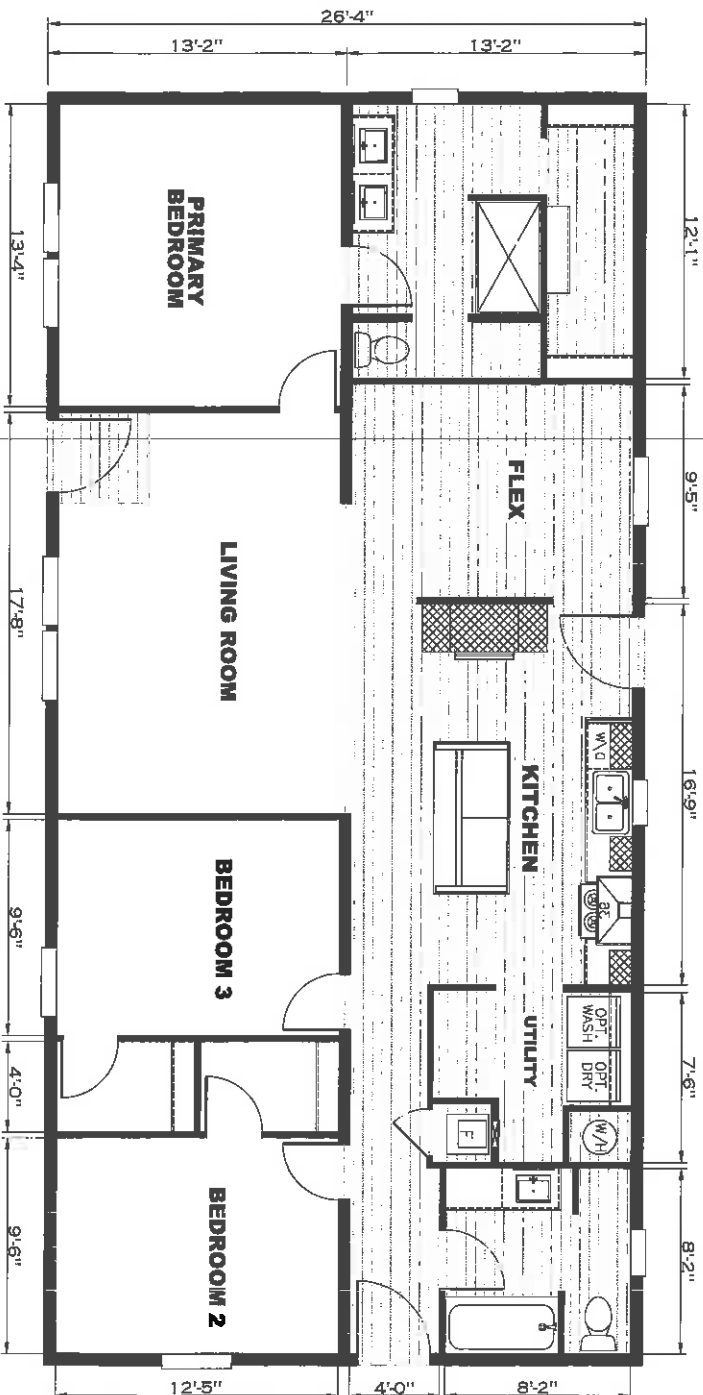 26'-4"
13'-2"
13'-2"
12'-1"
9'-5"
16'-9"
7'-6"
8'-2"
PRIMARY
BEDROOM
FLEX
LIVING ROOM
KITCHEN
W/D
36
UTILITY
OPT.
WASH
OPT.
DRY
W/H
F
BEDROOM 3
BEDROOM 2
13'-4"
17'-8"
9'-6"
4'-0"
9'-6"
12'-5"
4'-0"
8'-2"